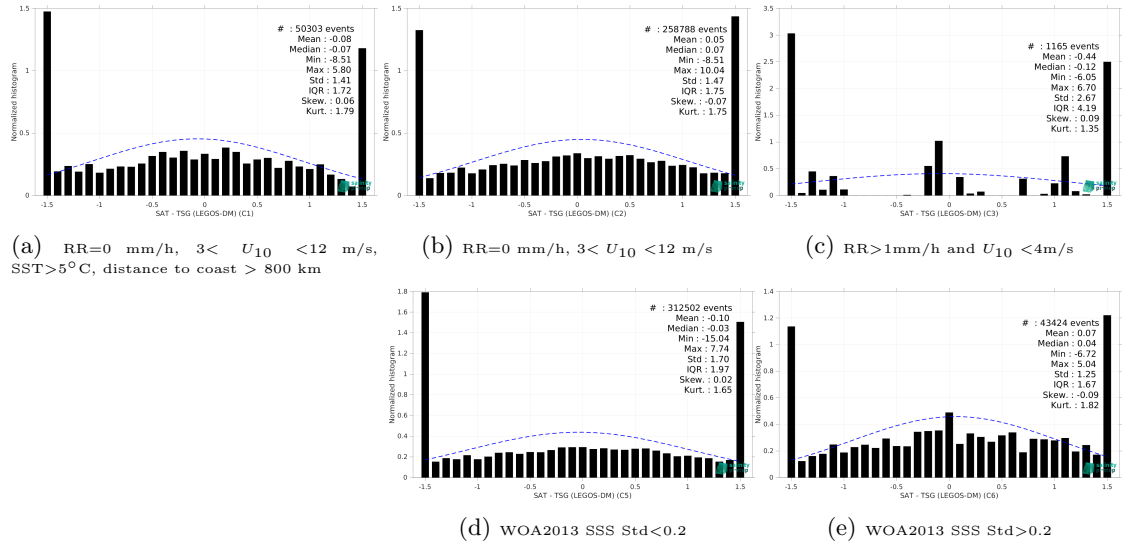 1.5
1
0.5
0
Normalized histogram
-1.5 -1 -0.5 0 0.5 1 1.5
SAT - TSG (LEGOS-DM) (C1)
# : 50303 events
Mean : -0.08
Median : -0.07
Min : -8.51
Max : 5.80
Std : 1.41
IQR : 1.72
Skew. : 0.06
Kurt. : 1.79
(a) RR=0 mm/h, 3< U10 <12 m/s,
SST>5°C, distance to coast > 800 km
1.5
1
0.5
0
Normalized histogram
-1.5 -1 -0.5 0 0.5 1 1.5
SAT - TSG (LEGOS-DM) (C2)
# : 258788 events
Mean : 0.05
Median : 0.07
Min : -8.51
Max : 10.04
Std : 1.47
IQR : 1.75
Skew. : -0.07
Kurt. : 1.75
(b) RR=0 mm/h, 3< U10 <12 m/s
3.5
3
2.5
2
1.5
1
0.5
0
Normalized histogram
-1.5 -1 -0.5 0 0.5 1 1.5
SAT - TSG (LEGOS-DM) (C3)
# : 1165 events
Mean : -0.44
Median : -0.12
Min : -6.05
Max : 6.70
Std : 2.67
IQR : 4.19
Skew. : 0.09
Kurt. : 1.35
(c) RR>1mm/h and U10 <4m/s
1.8
1.6
1.4
1.2
1
0.8
0.6
0.4
0.2
0
Normalized histogram
-1.5 -1 -0.5 0 0.5 1 1.5
SAT - TSG (LEGOS-DM) (C5)
# : 312502 events
Mean : -0.10
Median : -0.03
Min : -15.04
Max : 7.74
Std : 1.70
IQR : 1.97
Skew. : 0.02
Kurt. : 1.65
(d) WOA2013 SSS Std<0.2
1.4
1.2
1
0.8
0.6
0.4
0.2
0
Normalized histogram
-1.5 -1 -0.5 0 0.5 1 1.5
SAT - TSG (LEGOS-DM) (C6)
# : 43424 events
Mean : 0.07
Median : 0.04
Min : -6.72
Max : 5.04
Std : 1.25
IQR : 1.67
Skew. : -0.09
Kurt. : 1.82
(e) WOA2013 SSS Std>0.2